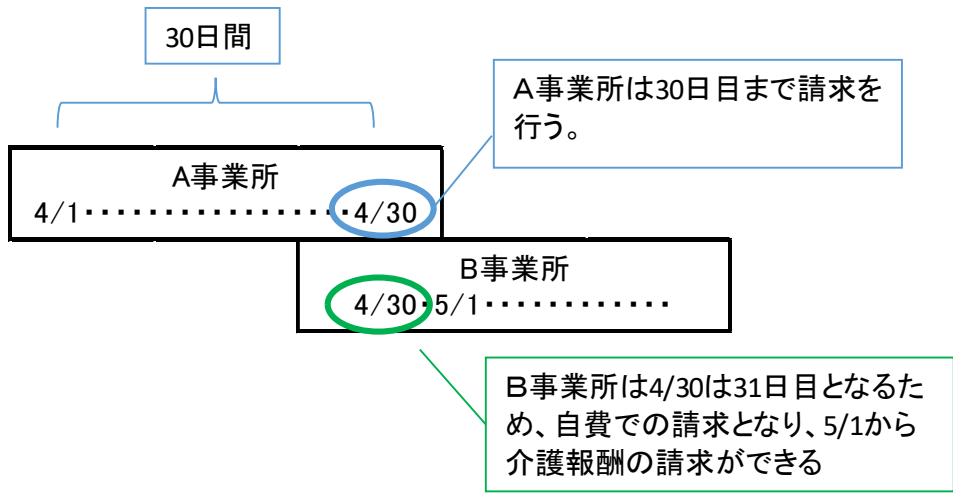 30日間
A事業所は30日目まで請求を
行う。
A事業所
4/1・・・・・・・・・・・・・・・・・4/30
B事業所
4/30・5/1・・・・・・・・・・・・
B事業所は4/30は31日目となるた
め、自費での請求となり、5/1から
介護報酬の請求ができる